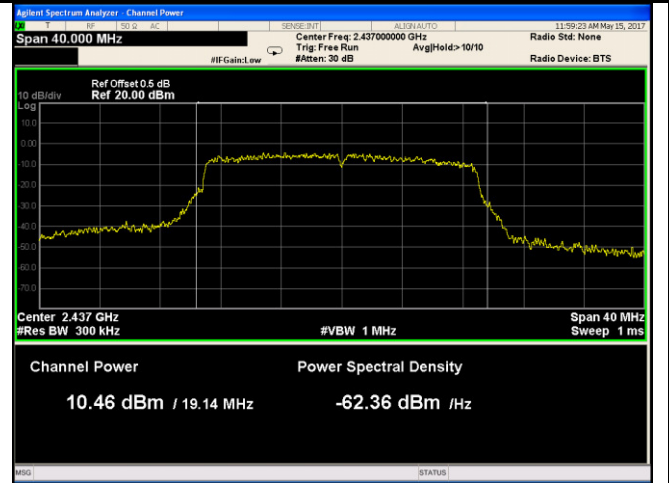 Agilent Spectrum Analyzer - Channel Power
T RF 50 Ω AC SENSE:INT ALIGN AUTO 11:59:23 AM May 15, 2017
Span 40.000 MHz Center Freq: 2.437000000 GHz Radio Std: None
Trig: Free Run Avg|Hold:> 10/10
#IFGain:Low #Atten: 30 dB Radio Device: BTS
Ref Offset 0.5 dB
10 dB/div Ref 20.00 dBm
Log
10.0
0.00
-10.0
-20.0
-30.0
-40.0
-50.0
-60.0
-70.0
Center 2.437 GHz Span 40 MHz
#Res BW 300 kHz #VBW 1 MHz Sweep 1 ms
Channel Power Power Spectral Density
10.46 dBm / 19.14 MHz -62.36 dBm /Hz
MSG STATUS